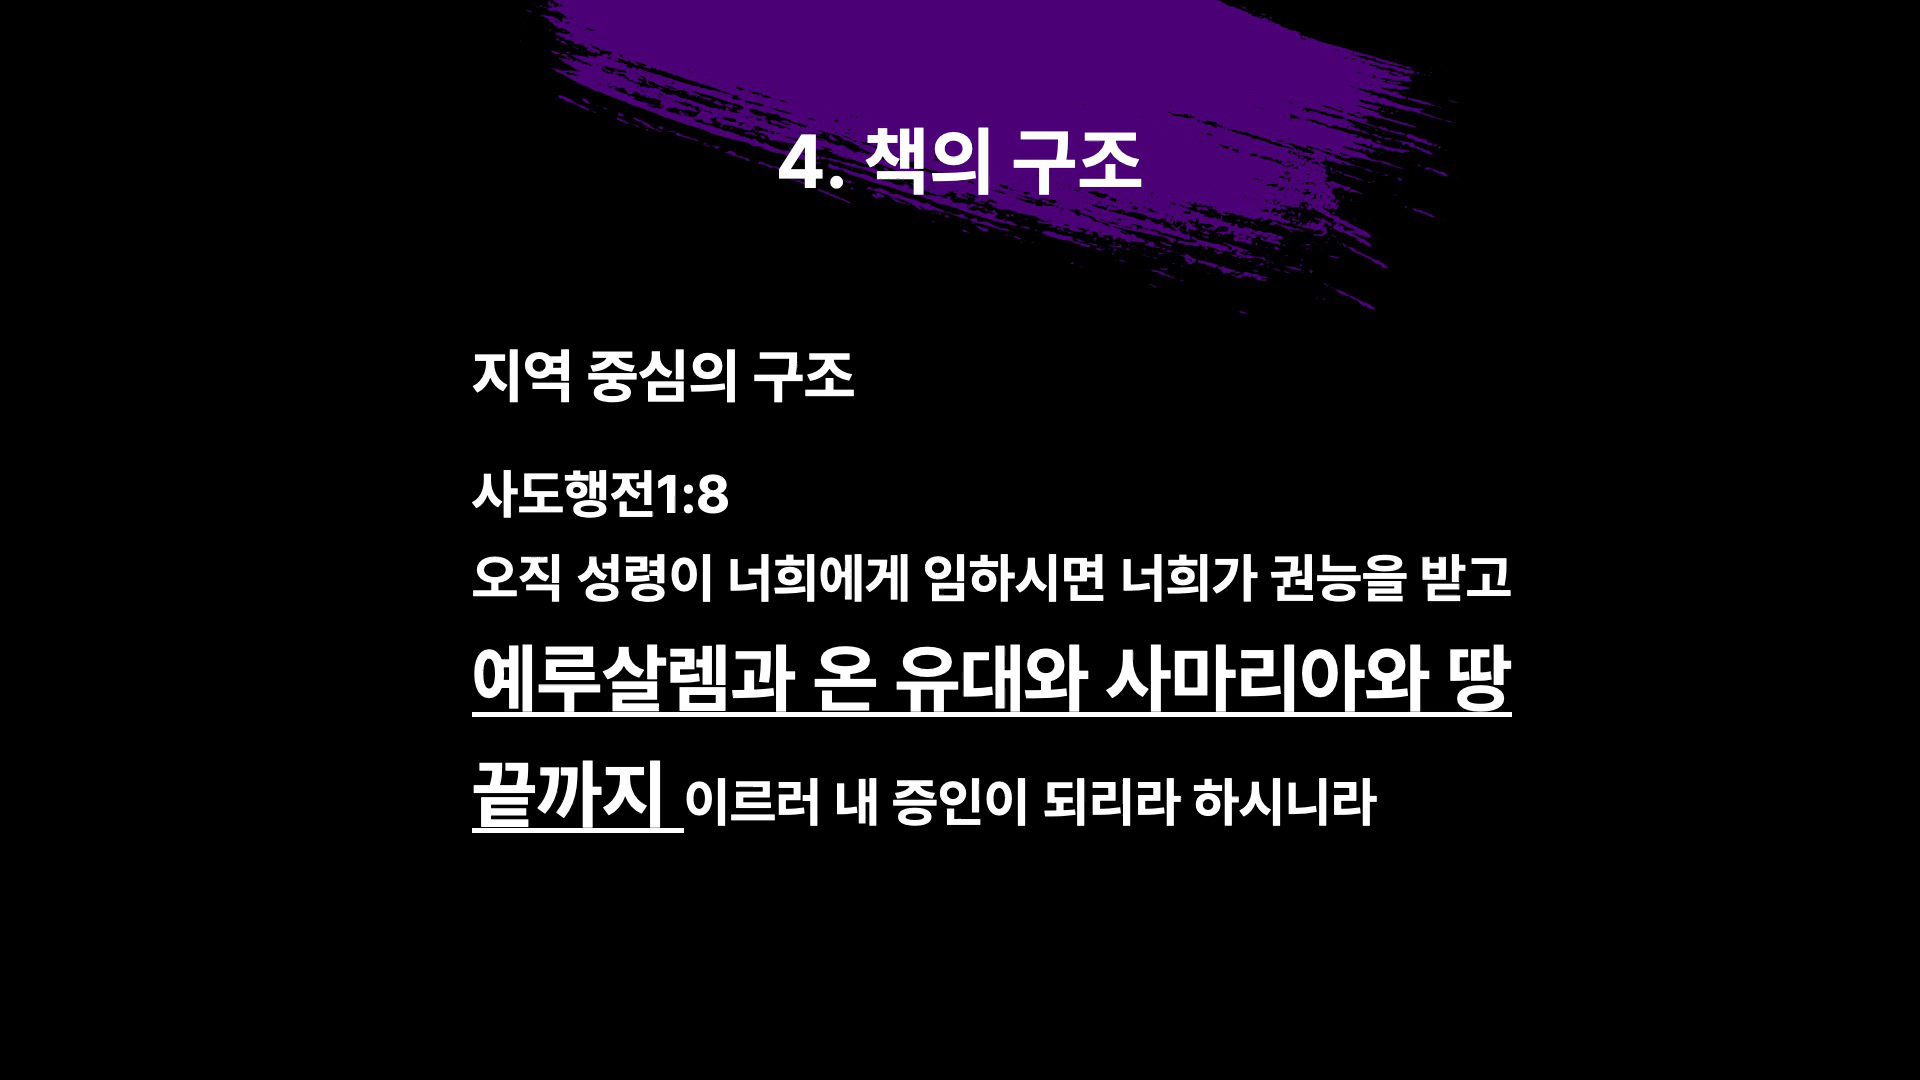 4. 책의 구조
지역 중심의 구조
사도행전1:8
오직 성령이 너희에게 임하시면 너희가 권능을 받고
예루살렘과 온 유대와 사마리아와 땅
끝까지 이르러 내 증인이 되리라 하시니라